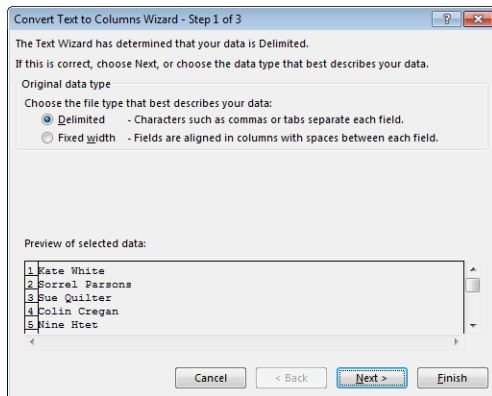 Convert Text to Columns Wizard - Step 1 of 3
The Text Wizard has determined that your data is Delimited.
If this is correct, choose Next, or choose the data type that best describes your data.
Original data type
Choose the file type that best describes your data:
Delimited - Characters such as commas or tabs separate each field.
Fixed width - Fields are aligned in columns with spaces between each field.
Preview of selected data:
1 Kate White
2 Sorrel Parsons
3 Sue Quilter
4 Colin Cregan
5 Nine Htet
Cancel < Back Next > Finish